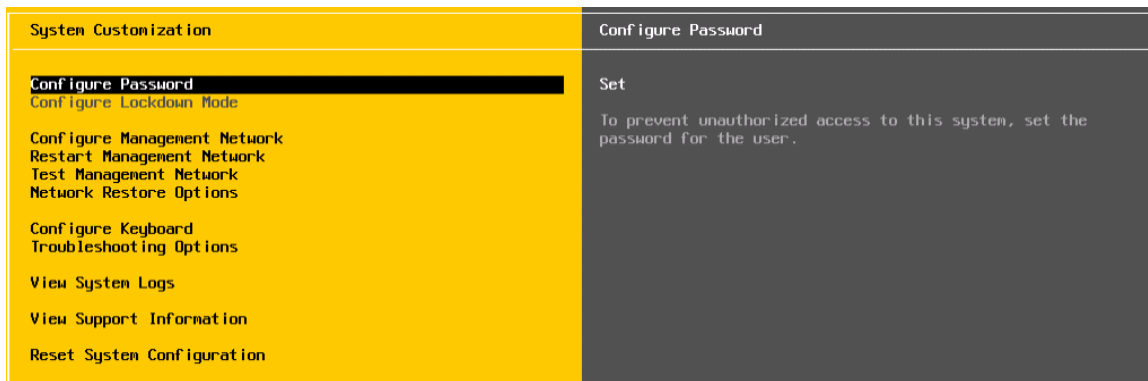 System Customization
Configure Password
Configure Lockdown Mode
Configure Management Network
Restart Management Network
Test Management Network
Network Restore Options
Configure Keyboard
Troubleshooting Options
View System Logs
View Support Information
Reset System Configuration
Configure Password
Set
To prevent unauthorized access to this system, set the
password for the user.